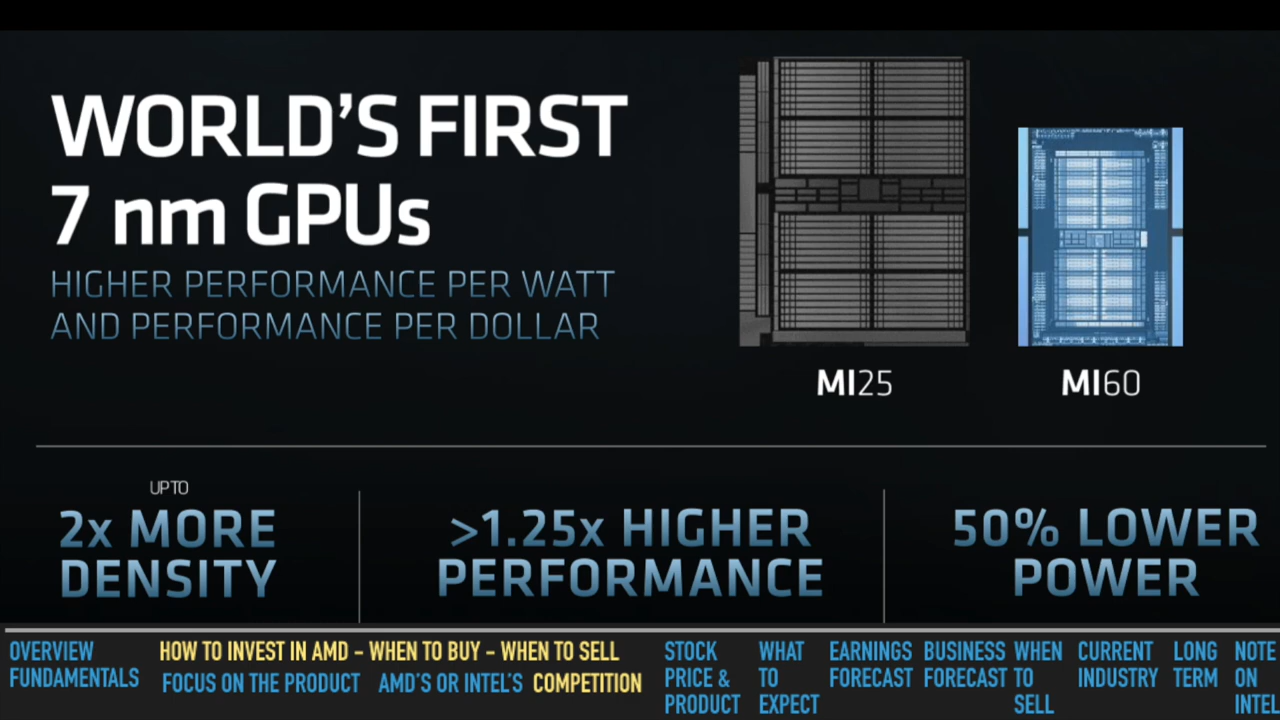 WORLD'S FIRST
7 nm GPUs
HIGHER PERFORMANCE PER WATT
AND PERFORMANCE PER DOLLAR
MI25
MI60
UP TO
2x MORE
DENSITY
>1.25x HIGHER
PERFORMANCE
50% LOWER
POWER
OVERVIEW
FUNDAMENTALS
HOW TO INVEST IN AMD - WHEN TO BUY - WHEN TO SELL
FOCUS ON THE PRODUCT AMD'S OR INTEL'S COMPETITION
STOCK
PRICE &
PRODUCT
WHAT
TO
EXPECT
EARNINGS
FORECAST
BUSINESS
FORECAST
WHEN
TO
SELL
CURRENT
INDUSTRY
LONG
TERM
NOTE
ON
INTEL